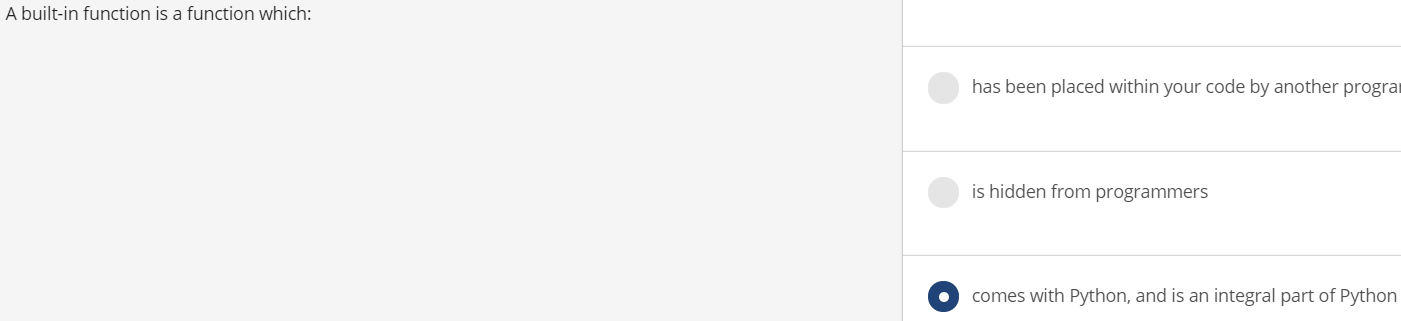 A built-in function is a function which:
has been placed within your code by another
is hidden from programmers
comes with Python, and is an integral part of Python